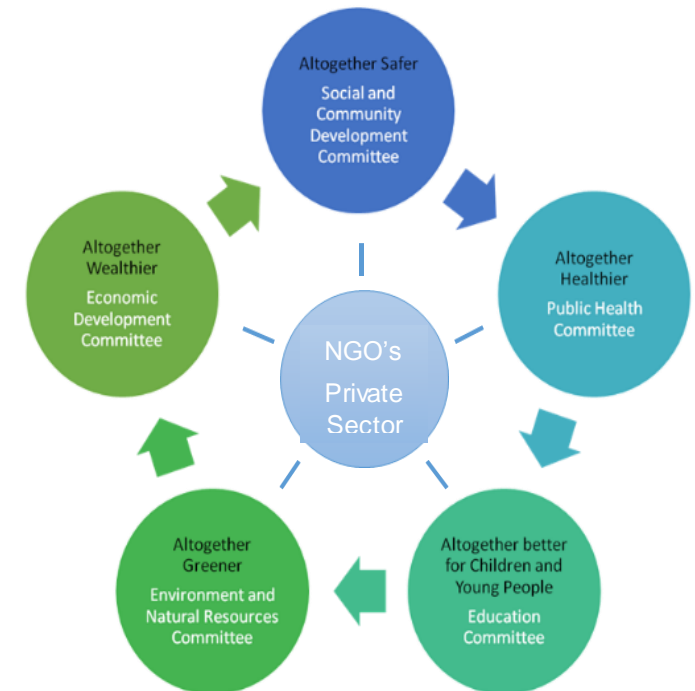 Altogether Safer
Social and
Community
Development
Committee
Altogether
Healthier
Public Health
Committee
Altogether better
for Children and
Young People
Education
Committee
Altogether
Greener
Environment and
Natural Resources
Committee
Altogether
Wealthier
Economic
Development
Committee
NGO’s
Private
Sector